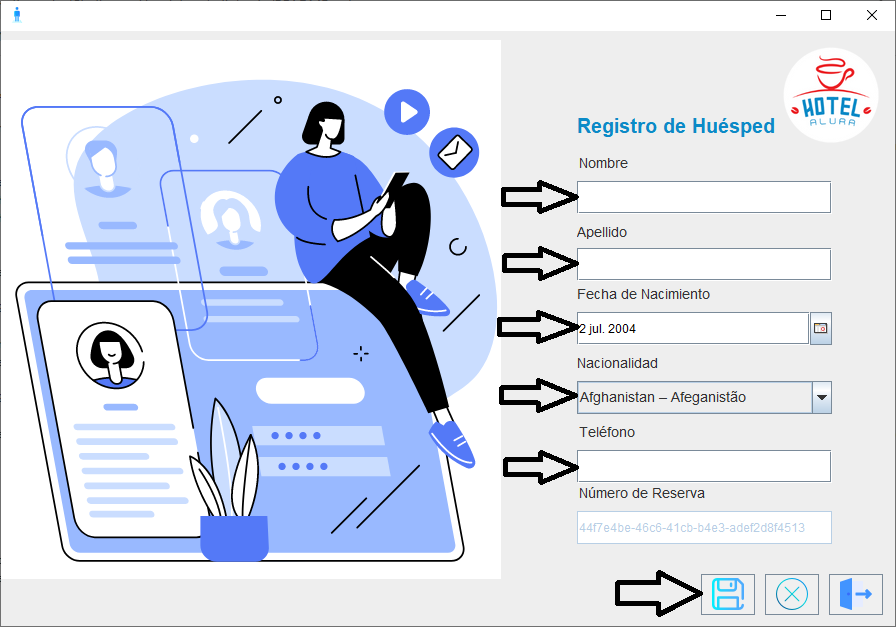 HOTEL
ALURA
Registro de Huésped
Nombre
Apellido
Fecha de Nacimiento
2 jul. 2004
Nacionalidad
Afghanistan – Afeganistão
Teléfono
Número de Reserva
44f7e4be-46c6-41cb-b4e3-adef2d8f4513